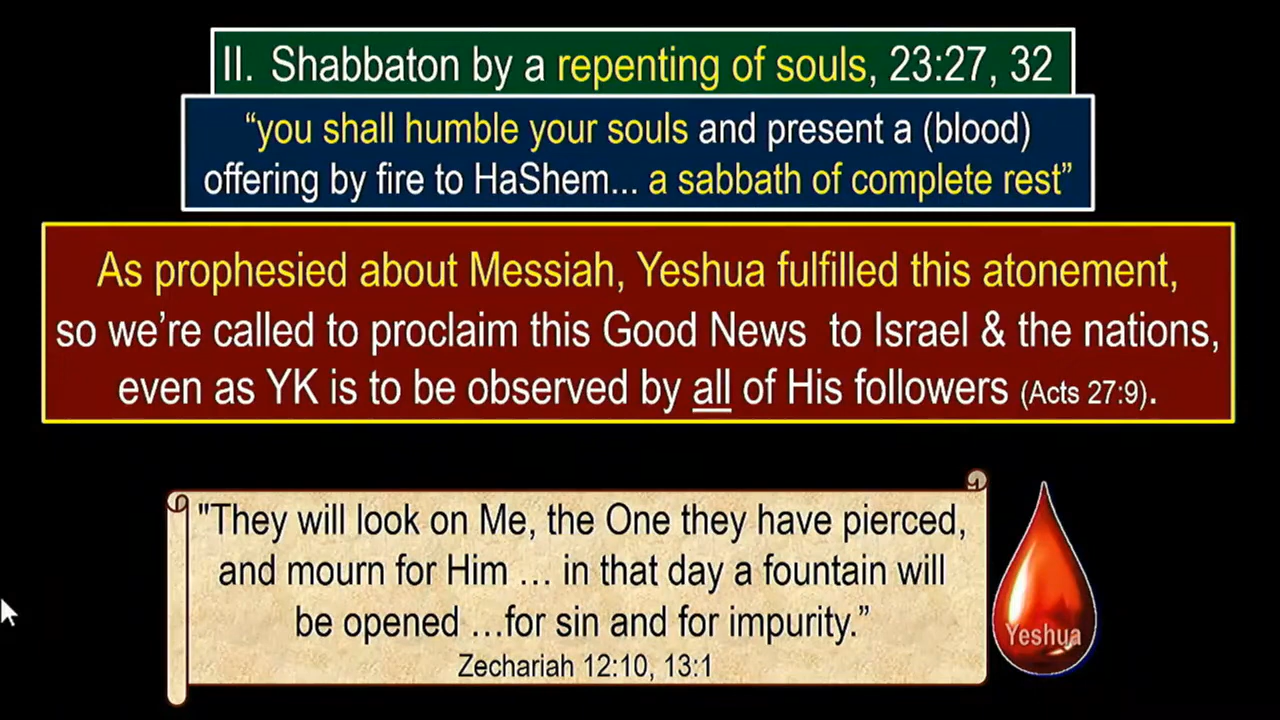 II. Shabbaton by a repenting of souls, 23:27, 32
“you shall humble your souls and present a (blood)
offering by fire to HaShem... a sabbath of complete rest”
As prophesied about Messiah, Yeshua fulfilled this atonement,
so we’re called to proclaim this Good News to Israel & the nations,
even as YK is to be observed by all of His followers (Acts 27:9).
"They will look on Me, the One they have pierced,
and mourn for Him … in that day a fountain will
be opened …for sin and for impurity.”
Zechariah 12:10, 13:1
Yeshua